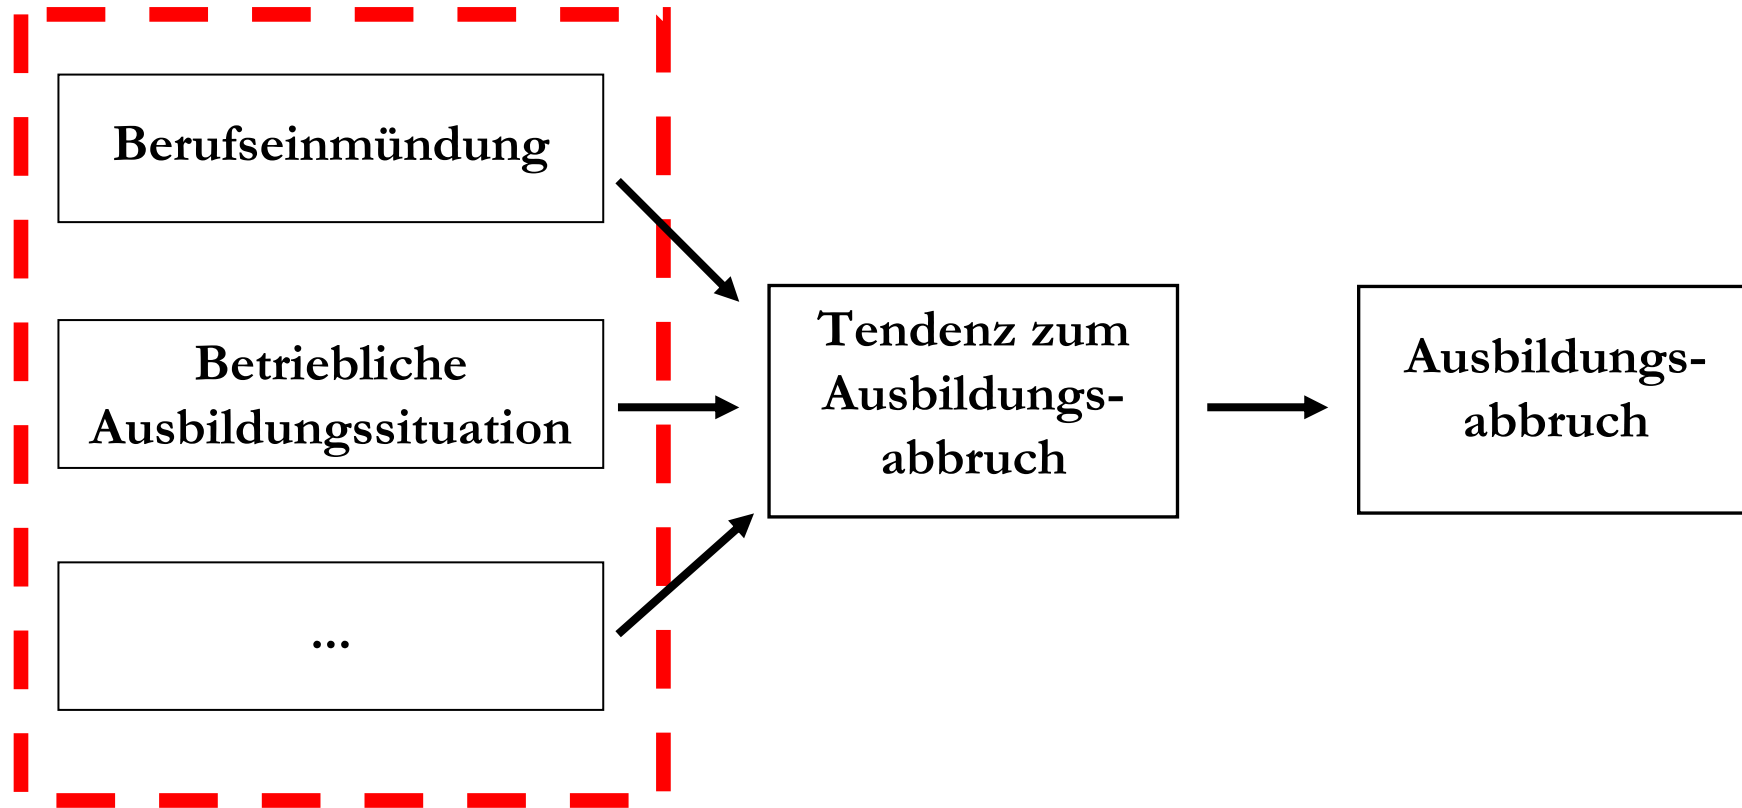 Berufseinmündung
Betriebliche
Ausbildungssituation
...
Tendenz zum
Ausbildungs-
abbruch
Ausbildungs-
abbruch